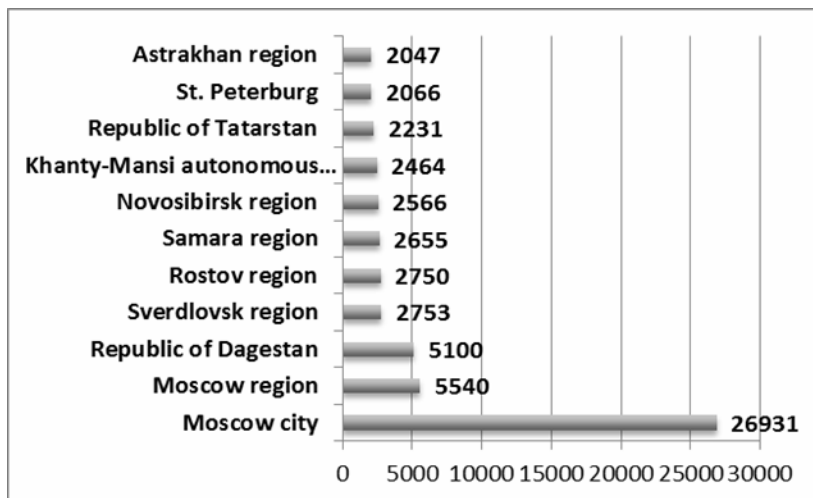 Astrakhan region 2047
St. Peterburg 2066
Republic of Tatarstan 2231
Khanty-Mansi autonomous... 2464
Novosibirsk region 2566
Samara region 2655
Rostov region 2750
Sverdlovsk region 2753
Republic of Dagestan 5100
Moscow region 5540
Moscow city 26931
0 5000 10000 15000 20000 25000 30000